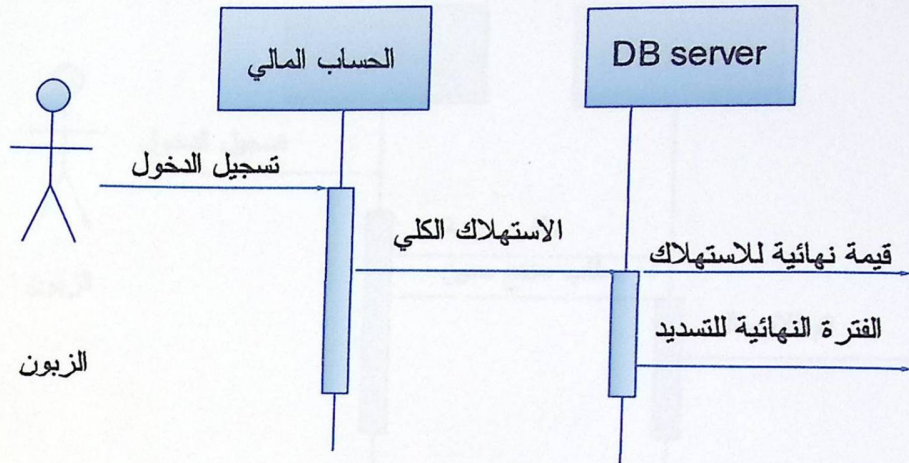 الحساب المالي
DB server
تسجيل الدخول
الاستهلاك الكلي
قيمة نهائية للاستهلاك
الفترة النهائية للتسديد
الزبون